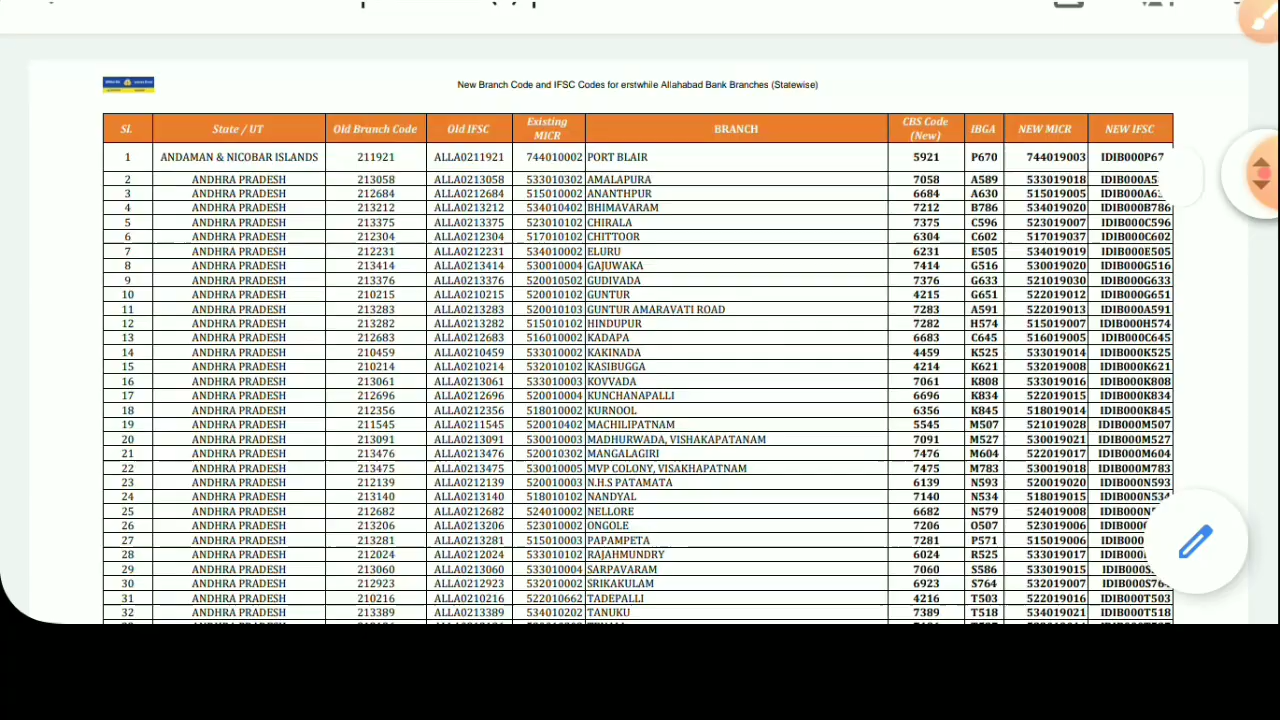 New Branch Code and IFSC Codes for erstwhile Allahabad Bank Branches (Statewise)
Sl. State / UT Old Branch Code Old IFSC Existing MICR BRANCH CBS Code (New) IBGA NEW MICR NEW IFSC
1 ANDAMAN & NICOBAR ISLANDS 211921 ALLA0211921 744010002 PORT BLAIR 5921 P670 744019003 IDIB000P67
2 ANDHRA PRADESH 213058 ALLA0213058 533010302 AMALAPURA 7058 A589 533019018 IDIB000A5
3 ANDHRA PRADESH 212684 ALLA0212684 515010002 ANANTHPUR 6684 A630 515019005 IDIB000A63
4 ANDHRA PRADESH 213212 ALLA0213212 534010402 BHIMAVARAM 7212 B786 534019020 IDIB000B786
5 ANDHRA PRADESH 213375 ALLA0213375 523010102 CHIRALA 7375 C596 523019007 IDIB000C596
6 ANDHRA PRADESH 212304 ALLA0212304 517010102 CHITTOOR 6304 C602 517019037 IDIB000C602
7 ANDHRA PRADESH 212231 ALLA0212231 534010002 ELURU 6231 E505 534019019 IDIB000E505
8 ANDHRA PRADESH 213414 ALLA0213414 530010004 GAJUWAKA 7414 G516 530019020 IDIB000G516
9 ANDHRA PRADESH 213376 ALLA0213376 520010502 GUDIVADA 7376 G633 521019030 IDIB000G633
10 ANDHRA PRADESH 210215 ALLA0210215 520010102 GUNTUR 4215 G651 522019012 IDIB000G651
11 ANDHRA PRADESH 213283 ALLA0213283 520010103 GUNTUR AMARAVATI ROAD 7283 A591 522019013 IDIB000A591
12 ANDHRA PRADESH 213282 ALLA0213282 515010102 HINDUPUR 7282 H574 515019007 IDIB000H574
13 ANDHRA PRADESH 212683 ALLA0212683 516010002 KADAPA 6683 C645 516019005 IDIB000C645
14 ANDHRA PRADESH 210459 ALLA0210459 533010002 KAKINADA 4459 K525 533019014 IDIB000K525
15 ANDHRA PRADESH 210214 ALLA0210214 532010102 KASIBUGGA 4214 K621 532019008 IDIB000K621
16 ANDHRA PRADESH 213061 ALLA0213061 533010003 KOVVADA 7061 K808 533019016 IDIB000K808
17 ANDHRA PRADESH 212696 ALLA0212696 520010004 KUNCHANAPALLI 6696 K834 522019015 IDIB000K834
18 ANDHRA PRADESH 212356 ALLA0212356 518010002 KURNOOL 6356 K845 518019014 IDIB000K845
19 ANDHRA PRADESH 211545 ALLA0211545 520010402 MACHILIPATNAM 5545 M507 521019028 IDIB000M507
20 ANDHRA PRADESH 213091 ALLA0213091 530010003 MADHURWADA, VISHAKAPATANAM 7091 M527 530019021 IDIB000M527
21 ANDHRA PRADESH 213476 ALLA0213476 520010302 MANGALAGIRI 7476 M604 522019017 IDIB000M604
22 ANDHRA PRADESH 213475 ALLA0213475 530010005 MVP COLONY, VISAKHAPATNAM 7475 M783 530019018 IDIB000M783
23 ANDHRA PRADESH 212139 ALLA0212139 520010003 N.H.S PATAMATA 6139 N593 520019020 IDIB000N593
24 ANDHRA PRADESH 213140 ALLA0213140 518010102 NANDYAL 7140 N534 518019015 IDIB000N534
25 ANDHRA PRADESH 212682 ALLA0212682 524010002 NELLORE 6682 N579 524019008 IDIB000N
26 ANDHRA PRADESH 213206 ALLA0213206 523010002 ONGOLE 7206 O507 523019006 IDIB000
27 ANDHRA PRADESH 213281 ALLA0213281 515010003 PAPAMPETA 7281 P571 515019006 IDIB000
28 ANDHRA PRADESH 212024 ALLA0212024 533010102 RAJAHMUNDRY 6024 R525 533019017 IDIB000
29 ANDHRA PRADESH 213060 ALLA0213060 533010004 SARPAVARAM 7060 S586 533019015 IDIB000S
30 ANDHRA PRADESH 212923 ALLA0212923 532010002 SRIKAKULAM 6923 S764 532019007 IDIB000S764
31 ANDHRA PRADESH 210216 ALLA0210216 522010662 TADEPALLI 4216 T503 522019016 IDIB000T503
32 ANDHRA PRADESH 213389 ALLA0213389 534010202 TANUKU 7389 T518 534019021 IDIB000T518